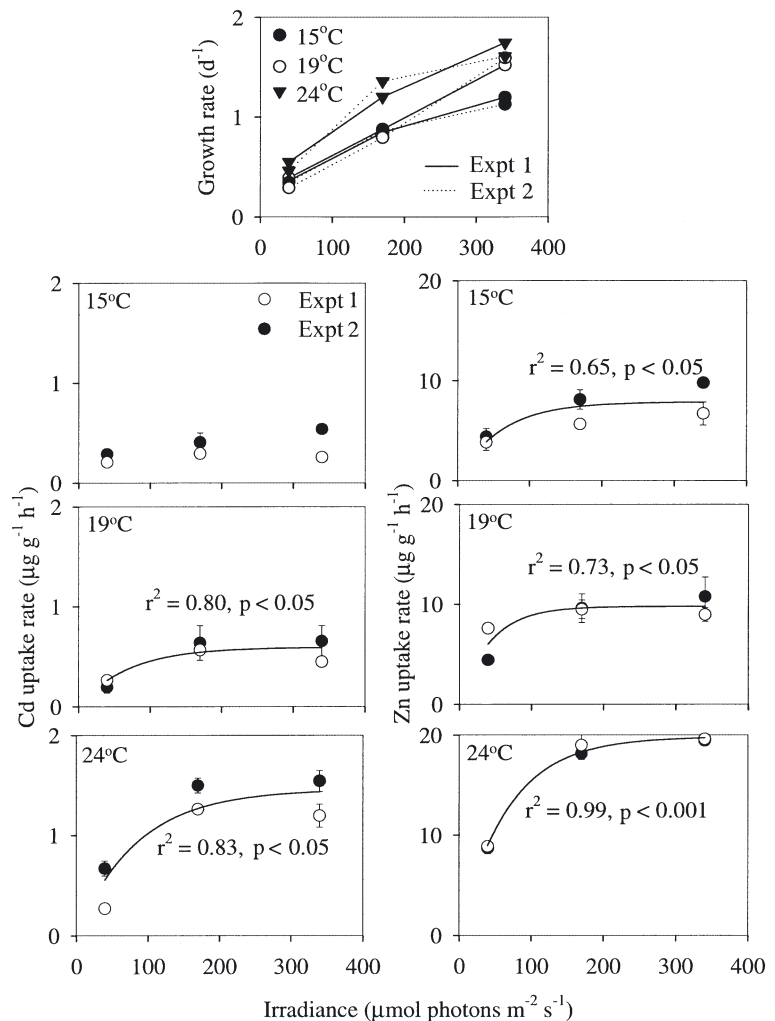 2
15°C
19°C
24°C
1
Growth rate (d⁻¹)
Expt 1
Expt 2
0
0 100 200 300 400
2
15°C
Expt 1
Expt 2
1
0
20
15°C
r² = 0.65, p < 0.05
10
0
2
19°C
r² = 0.80, p < 0.05
1
0
Cd uptake rate (μg g⁻¹ h⁻¹)
20
19°C
r² = 0.73, p < 0.05
10
0
Zn uptake rate (μg g⁻¹ h⁻¹)
2
24°C
1
r² = 0.83, p < 0.05
0
0 100 200 300 400
20
24°C
r² = 0.99, p < 0.001
10
0
0 100 200 300 400
Irradiance (μmol photons m⁻² s⁻¹)